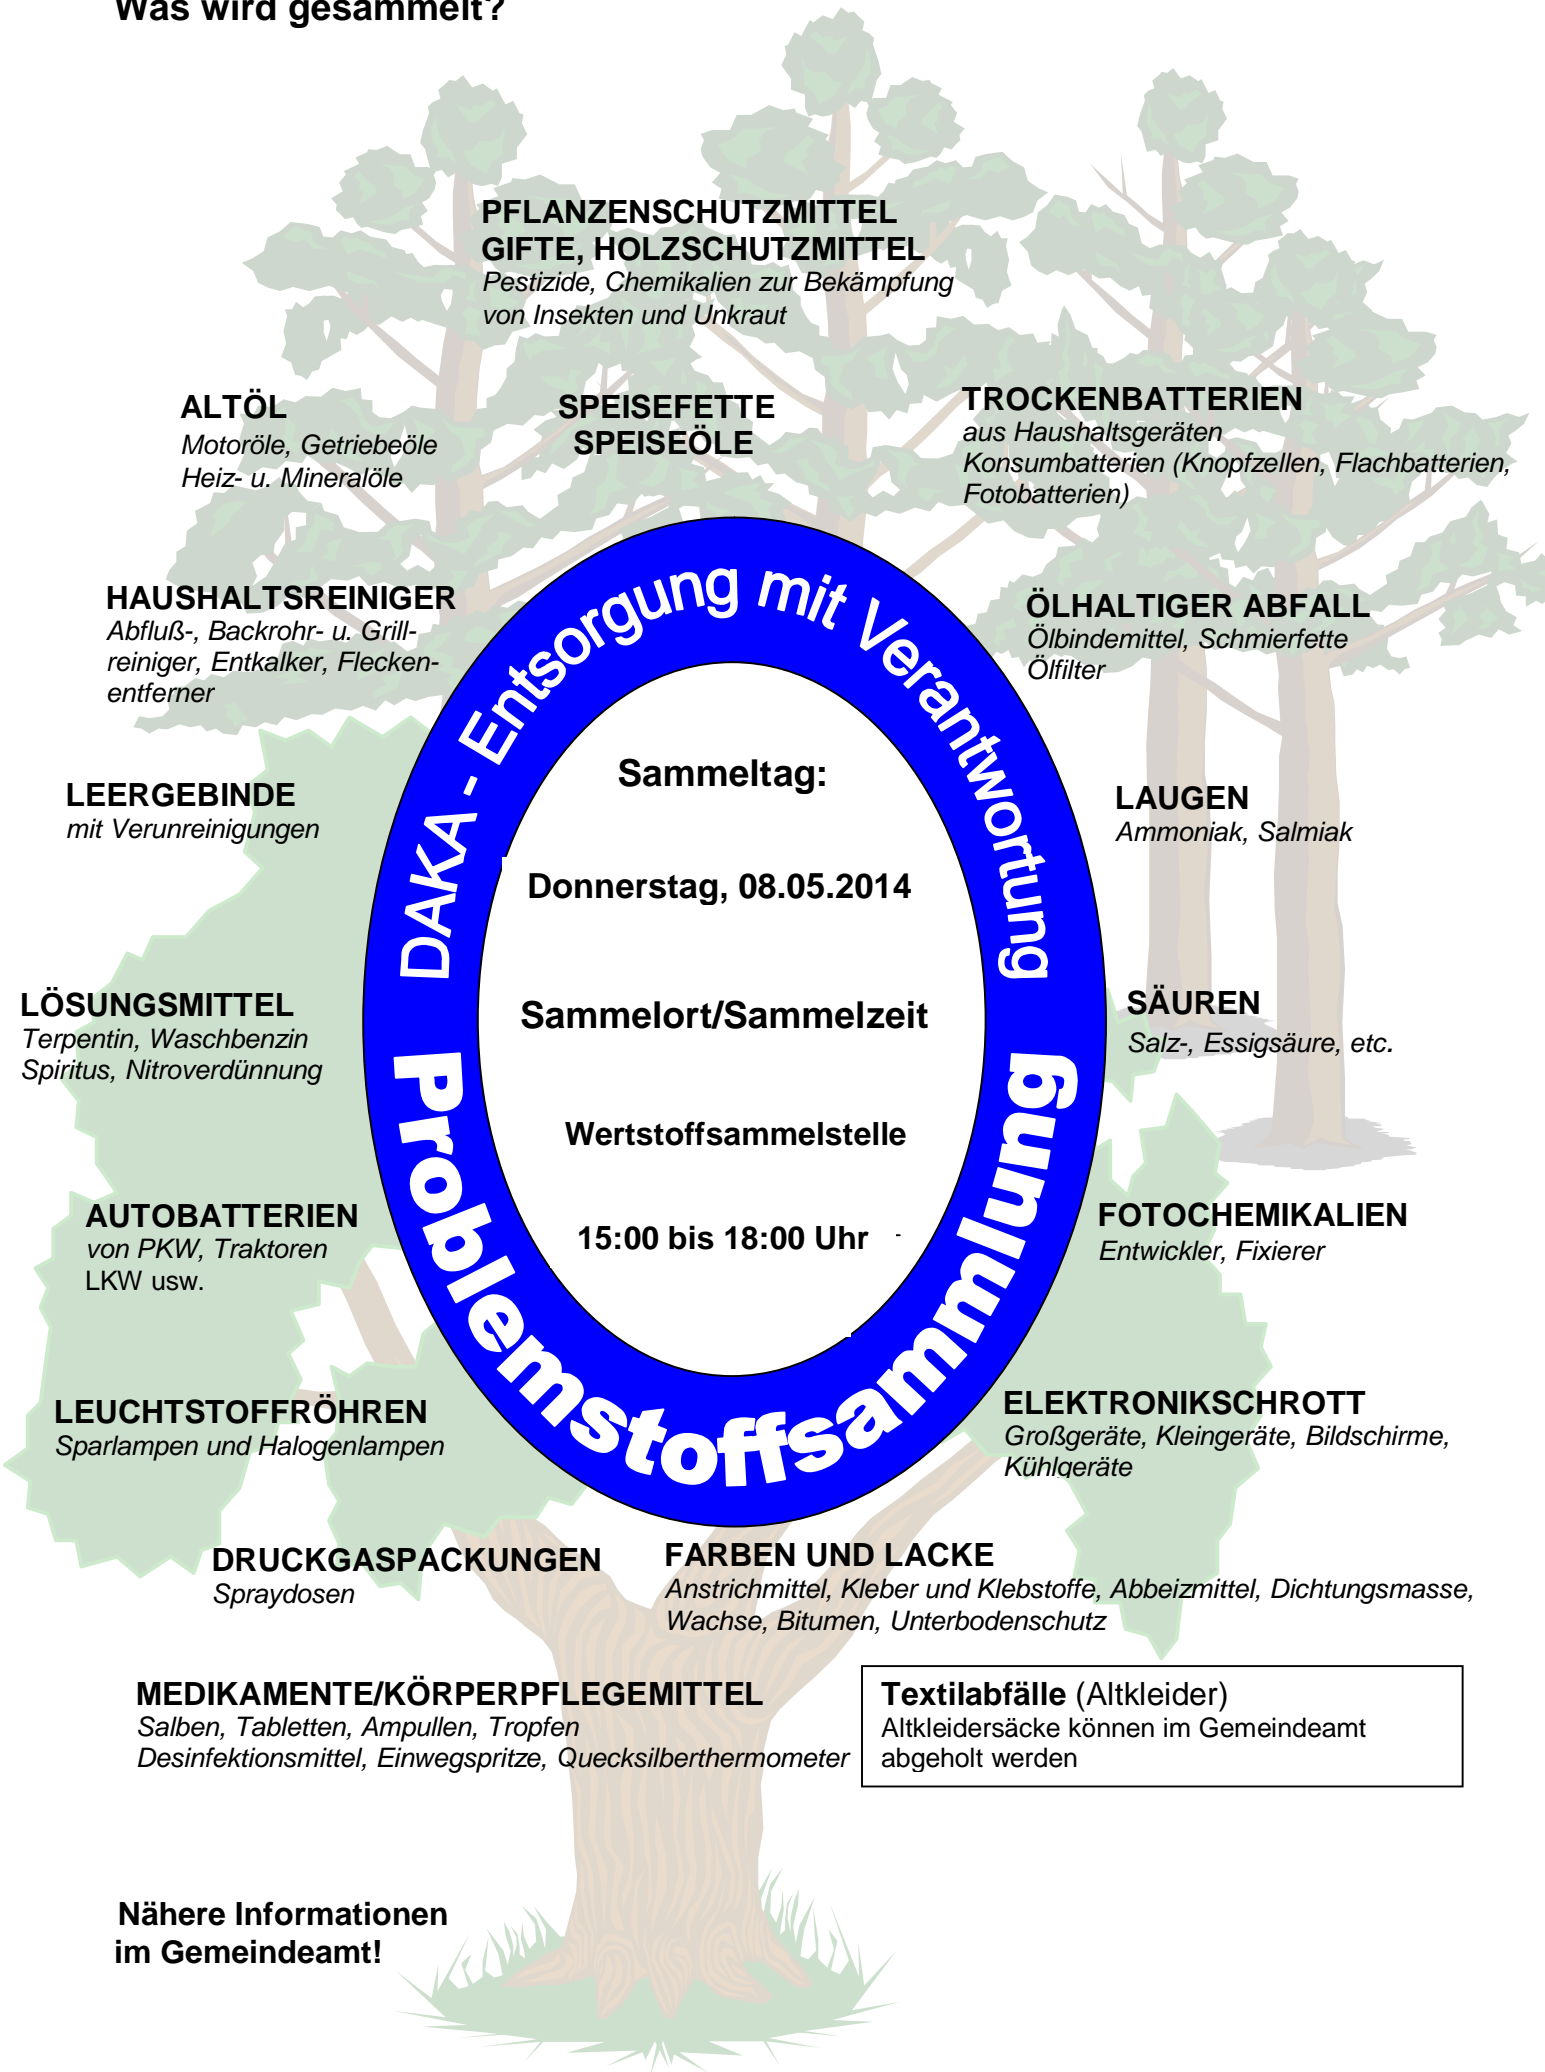 Was wird gesammelt?
PFLANZENSCHUTZMITTEL
GIFTE, HOLZSCHUTZMITTEL
Pestizide, Chemikalien zur Bekämpfung
von Insekten und Unkraut
ALTÖL
Motoröle, Getriebeöle
Heiz- u. Mineralöle
SPEISEFETTE
SPEISEÖLE
TROCKENBATTERIEN
aus Haushaltsgeräten
Konsumbatterien (Knopfzellen, Flachbatterien,
Fotobatterien)
HAUSHALTSREINIGER
Abfluß-, Backrohr- u. Grill-
reiniger, Entkalker, Flecken-
entferner
ÖLHALTIGER ABFALL
Ölbindemittel, Schmierfette
Ölfilter
DAKA - Entsorgung mit Verantwortung
Sammeltag:
Donnerstag, 08.05.2014
Sammelort/Sammelzeit
Wertstoffsammelstelle
15:00 bis 18:00 Uhr -
Problemstoffsammlung
LEERGEBINDE
mit Verunreinigungen
LAUGEN
Ammoniak, Salmiak
LÖSUNGSMITTEL
Terpentin, Waschbenzin
Spiritus, Nitroverdünnung
SÄUREN
Salz-, Essigsäure, etc.
AUTOBATTERIEN
von PKW, Traktoren
LKW usw.
FOTOCHEMIKALIEN
Entwickler, Fixierer
LEUCHTSTOFFRÖHREN
Sparlampen und Halogenlampen
ELEKTRONIKSCHROTT
Großgeräte, Kleingeräte, Bildschirme,
Kühlgeräte
DRUCKGASPACKUNGEN
Spraydosen
FARBEN UND LACKE
Anstrichmittel, Kleber und Klebstoffe, Abbeizmittel, Dichtungsmasse,
Wachse, Bitumen, Unterbodenschutz
MEDIKAMENTE/KÖRPERPFLEGEMITTEL
Salben, Tabletten, Ampullen, Tropfen
Desinfektionsmittel, Einwegspritze, Quecksilberthermometer
Textilabfälle (Altkleider)
Altkleidersäcke können im Gemeindeamt
abgeholt werden
Nähere Informationen
im Gemeindeamt!